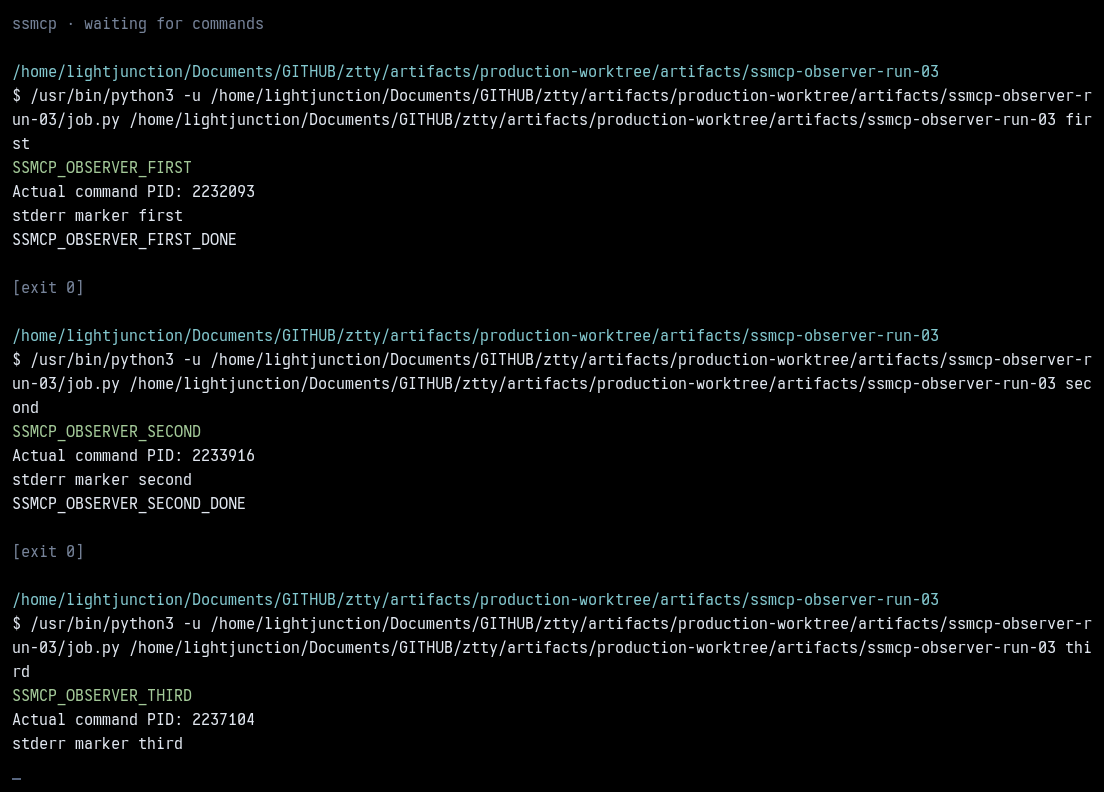 ssmcp · waiting for commands
/home/lightjunction/Documents/GITHUB/ztty/artifacts/production-worktree/artifacts/ssmcp-observer-run-03
$ /usr/bin/python3 -u /home/lightjunction/Documents/GITHUB/ztty/artifacts/production-worktree/artifacts/ssmcp-observer-r
un-03/job.py /home/lightjunction/Documents/GITHUB/ztty/artifacts/production-worktree/artifacts/ssmcp-observer-run-03 fir
st
SSMCP_OBSERVER_FIRST
Actual command PID: 2232093
stderr marker first
SSMCP_OBSERVER_FIRST_DONE
[exit 0]
/home/lightjunction/Documents/GITHUB/ztty/artifacts/production-worktree/artifacts/ssmcp-observer-run-03
$ /usr/bin/python3 -u /home/lightjunction/Documents/GITHUB/ztty/artifacts/production-worktree/artifacts/ssmcp-observer-r
un-03/job.py /home/lightjunction/Documents/GITHUB/ztty/artifacts/production-worktree/artifacts/ssmcp-observer-run-03 sec
ond
SSMCP_OBSERVER_SECOND
Actual command PID: 2233916
stderr marker second
SSMCP_OBSERVER_SECOND_DONE
[exit 0]
/home/lightjunction/Documents/GITHUB/ztty/artifacts/production-worktree/artifacts/ssmcp-observer-run-03
$ /usr/bin/python3 -u /home/lightjunction/Documents/GITHUB/ztty/artifacts/production-worktree/artifacts/ssmcp-observer-r
un-03/job.py /home/lightjunction/Documents/GITHUB/ztty/artifacts/production-worktree/artifacts/ssmcp-observer-run-03 thi
rd
SSMCP_OBSERVER_THIRD
Actual command PID: 2237104
stderr marker third